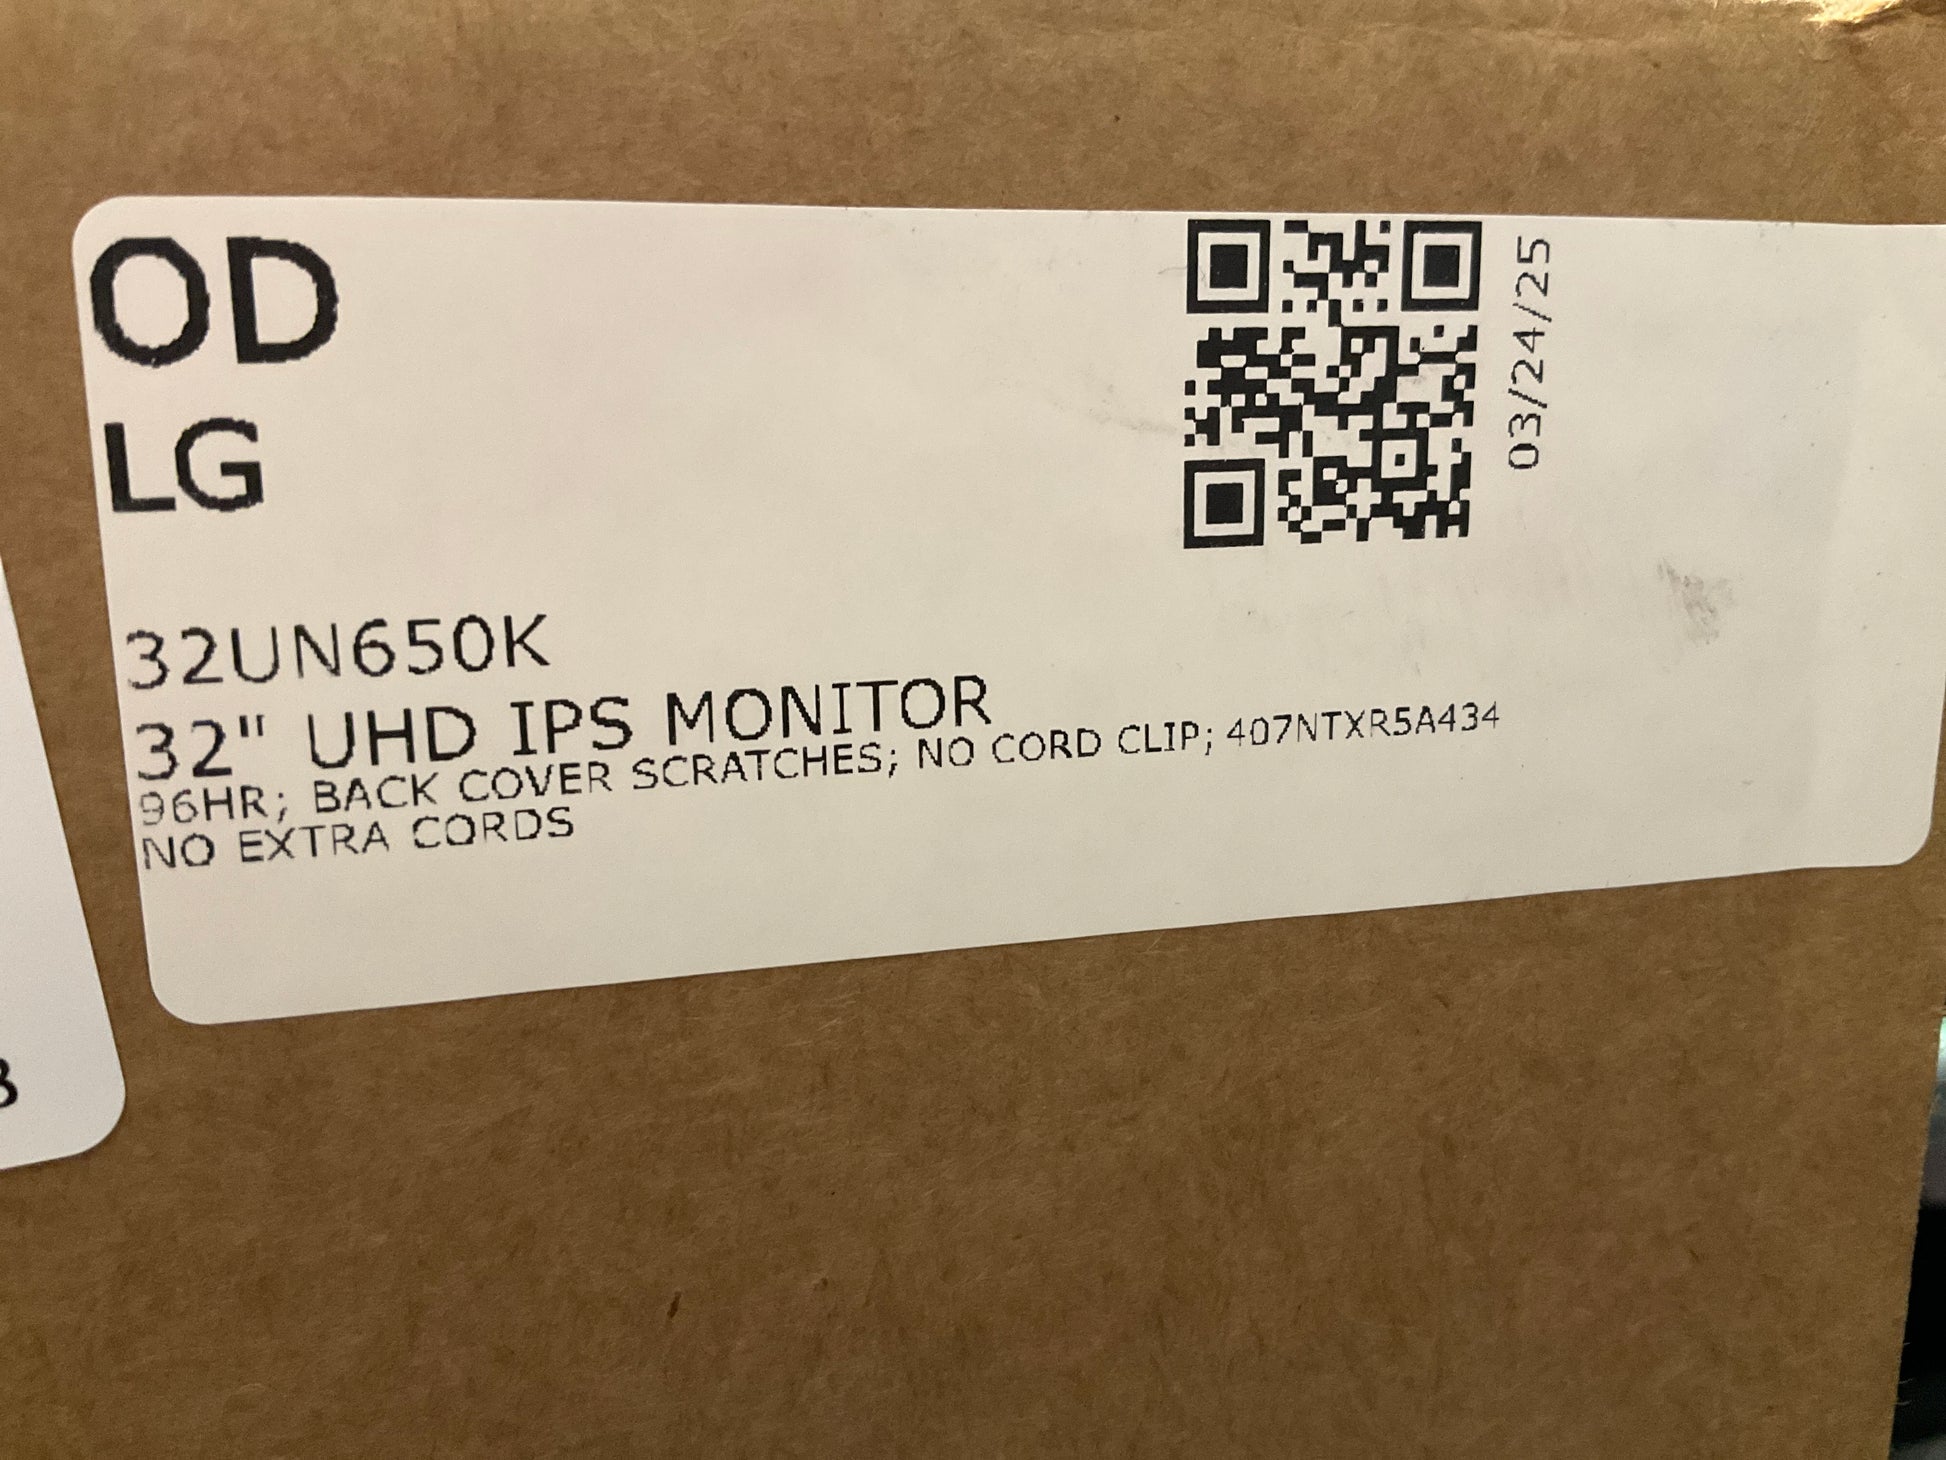 OD
LG
03/24/25
32UN650K
32" UHD IPS MONITOR
96HR; BACK COVER SCRATCHES; NO CORD CLIP; 407NTXR5A434
NO EXTRA CORDS